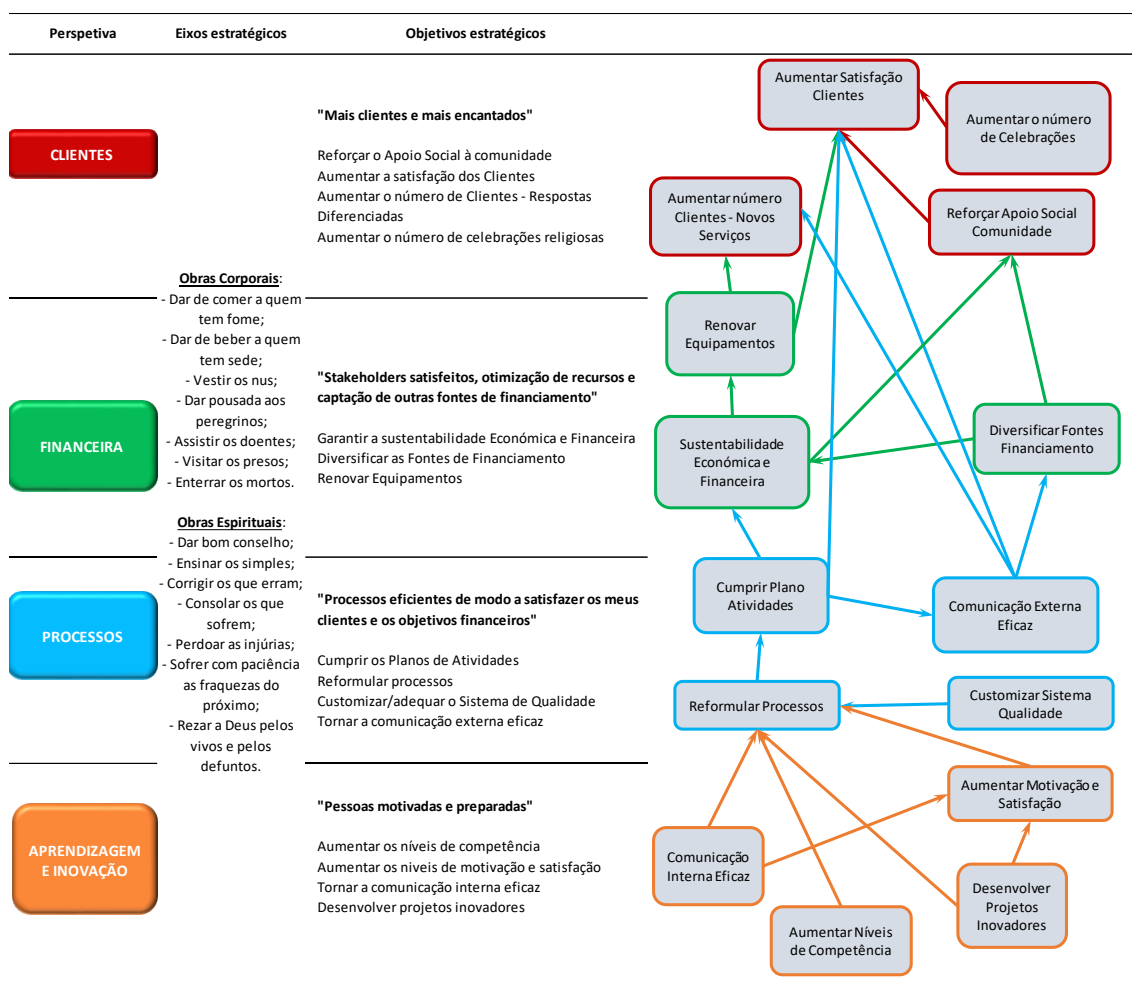 Perspetiva
Eixos estratégicos
Objetivos estratégicos
CLIENTES
"Mais clientes e mais encantados"
Reforçar o Apoio Social à comunidade
Aumentar a satisfação dos Clientes
Aumentar o número de Clientes - Respostas
Diferenciadas
Aumentar o número de celebrações religiosas
Obras Corporais:
- Dar de comer a quem
tem fome;
- Dar de beber a quem
tem sede;
- Vestir os nus;
- Dar pousada aos
peregrinos;
- Assistir os doentes;
- Visitar os presos;
- Enterrar os mortos.
Obras Espirituais:
- Dar bom conselho;
- Ensinar os simples;
- Corrigir os que erram;
- Consolar os que
sofrem;
- Perdoar as injúrias;
- Sofrer com paciência
as fraquezas do
próximo;
- Rezar a Deus pelos
vivos e pelos
defuntos.
FINANCEIRA
"Stakeholders satisfeitos, otimização de recursos e
captação de outras fontes de financiamento"
Garantir a sustentabilidade Económica e Financeira
Diversificar as Fontes de Financiamento
Renovar Equipamentos
PROCESSOS
"Processos eficientes de modo a satisfazer os meus
clientes e os objetivos financeiros"
Cumprir os Planos de Atividades
Reformular processos
Customizar/adequar o Sistema de Qualidade
Tornar a comunicação externa eficaz
APRENDIZAGEM
E INOVAÇÃO
"Pessoas motivadas e preparadas"
Aumentar os níveis de competência
Aumentar os niveis de motivação e satisfação
Tornar a comunicação interna eficaz
Desenvolver projetos inovadores
Aumentar Satisfação
Clientes
Aumentar o número
de Celebrações
Aumentar número
Clientes - Novos
Serviços
Reforçar Apoio Social
Comunidade
Renovar
Equipamentos
Sustentabilidade
Económica e
Financeira
Diversificar Fontes
Financiamento
Cumprir Plano
Atividades
Comunicação Externa
Eficaz
Reformular Processos
Customizar Sistema
Qualidade
Aumentar Motivação e
Satisfação
Comunicação
Interna Eficaz
Desenvolver
Projetos
Inovadores
Aumentar Níveis
de Competência